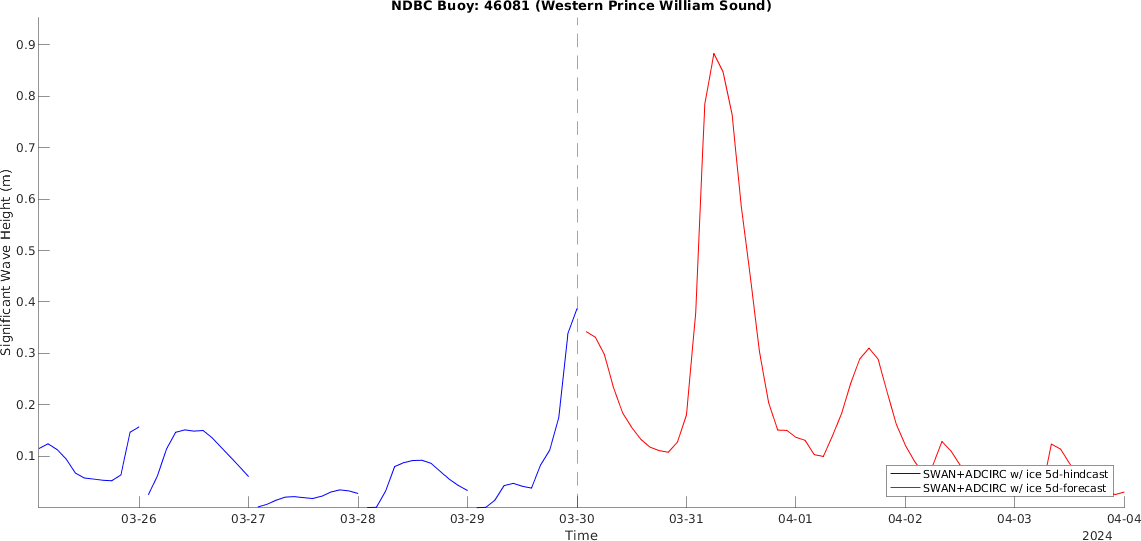 NDBC Buoy: 46081 (Western Prince William Sound)
0.9
0.8
0.7
0.6
0.5
0.4
0.3
0.2
0.1
Significant Wave Height (m)
SWAN+ADCIRC w/ ice 5d-hindcast
SWAN+ADCIRC w/ ice 5d-forecast
03-26 03-27 03-28 03-29 03-30 03-31 04-01 04-02 04-03 04-04
Time
2024